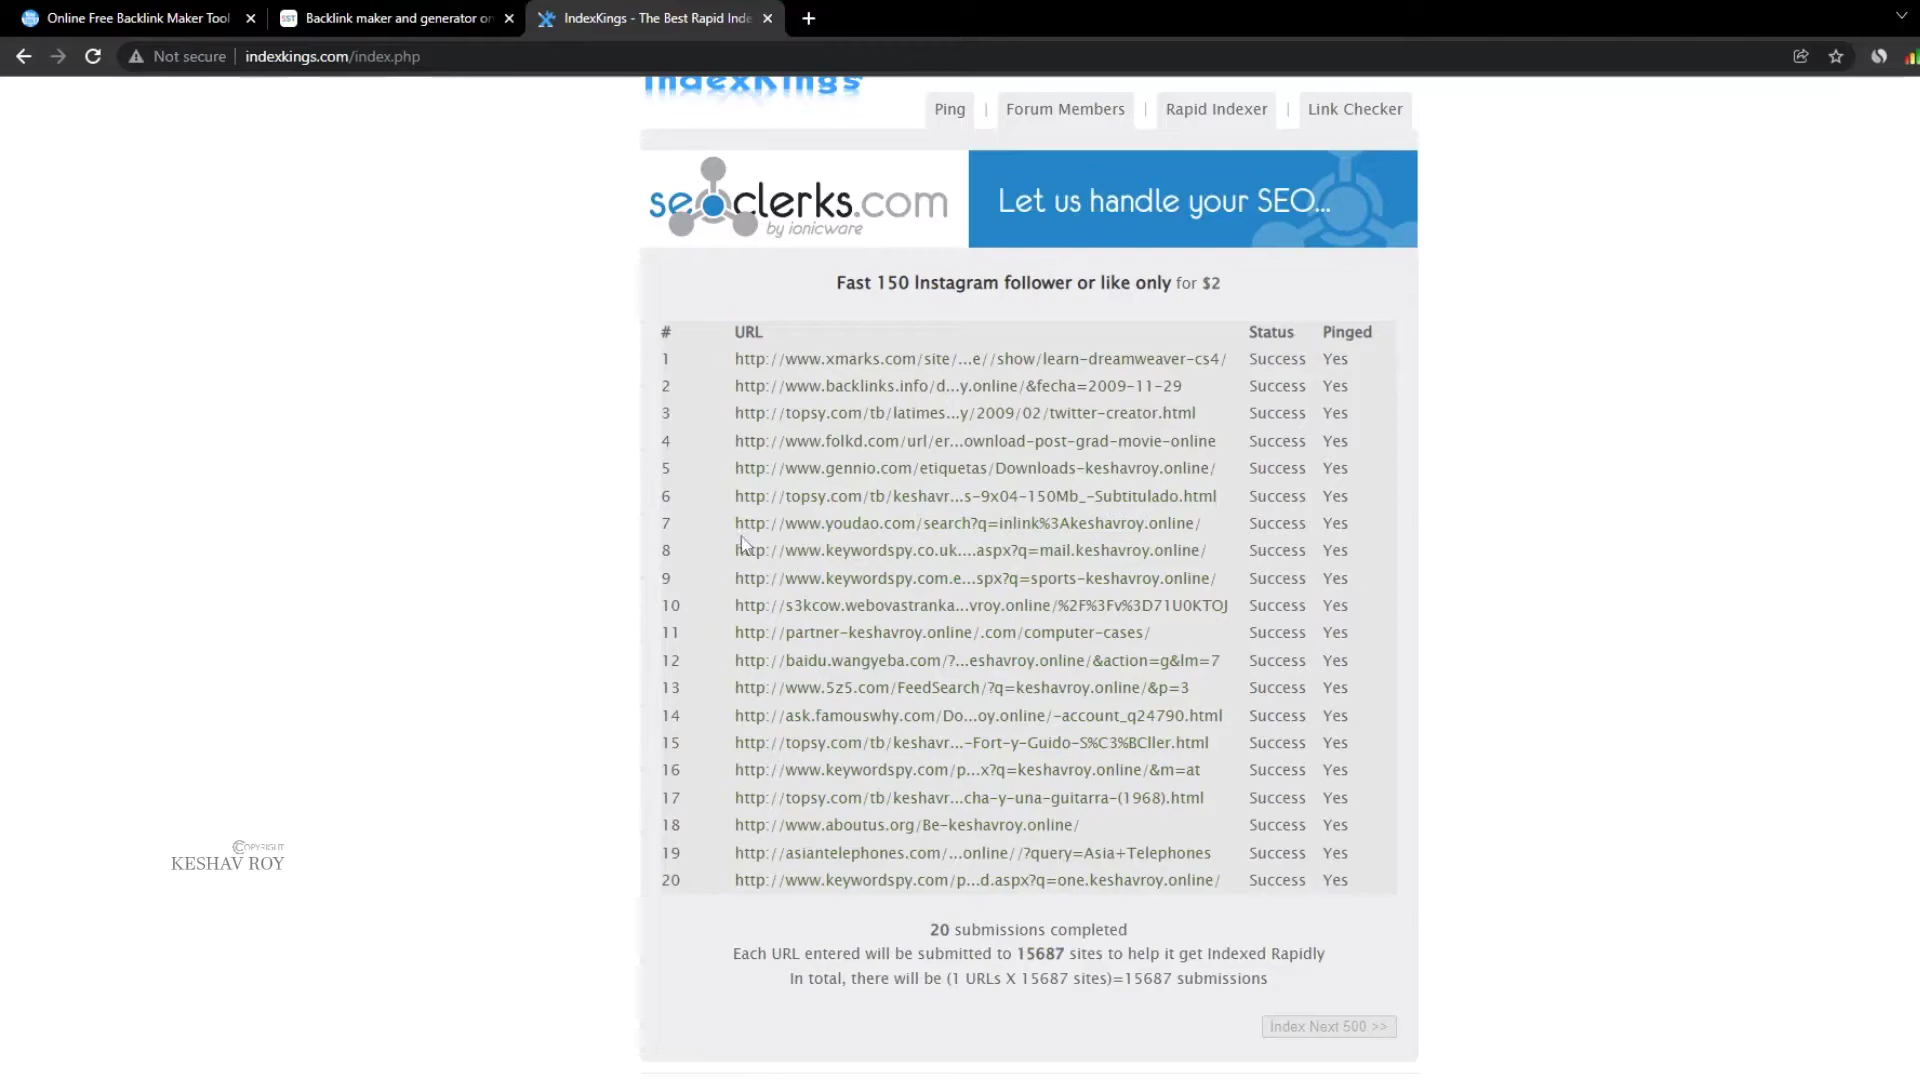 Online Free Backlink Maker Tool
Backlink maker and generator on
IndexKings - The Best Rapid Inde
Not secure
indexkings.com/index.php
IndexKings
Ping | Forum Members | Rapid Indexer | Link Checker
seoclerks.com
by ionicware
Let us handle your SEO...
Fast 150 Instagram follower or like only for $2
# URL Status Pinged
1 http://www.xmarks.com/site/...e//show/learn-dreamweaver-cs4/ Success Yes
2 http://www.backlinks.info/d...y.online/&fecha=2009-11-29 Success Yes
3 http://topsy.com/tb/latimes...y/2009/02/twitter-creator.html Success Yes
4 http://www.folkd.com/url/er...ownload-post-grad-movie-online Success Yes
5 http://www.gennio.com/etiquetas/Downloads-keshavroy.online/ Success Yes
6 http://topsy.com/tb/keshavr...s-9x04-150Mb_-Subtitulado.html Success Yes
7 http://www.youdao.com/search?q=inlink%3Akeshavroy.online/ Success Yes
8 http://www.keywordspy.co.uk....aspx?q=mail.keshavroy.online/ Success Yes
9 http://www.keywordspy.com.e...spx?q=sports-keshavroy.online/ Success Yes
10 http://s3kcow.webovastranka...vroy.online/%2F%3Fv%3D71U0KTOJ Success Yes
11 http://partner-keshavroy.online/.com/computer-cases/ Success Yes
12 http://baidu.wangyeba.com/?...eshavroy.online/&action=g&lm=7 Success Yes
13 http://www.5z5.com/FeedSearch/?q=keshavroy.online/&p=3 Success Yes
14 http://ask.famouswhy.com/Do...oy.online/-account_q24790.html Success Yes
15 http://topsy.com/tb/keshavr...-Fort-y-Guido-S%C3%BCller.html Success Yes
16 http://www.keywordspy.com/p...x?q=keshavroy.online/&m=at Success Yes
17 http://topsy.com/tb/keshavr...cha-y-una-guitarra-(1968).html Success Yes
18 http://www.aboutus.org/Be-keshavroy.online/ Success Yes
19 http://asiantelephones.com/...online//?query=Asia+Telephones Success Yes
20 http://www.keywordspy.com/p...d.aspx?q=one.keshavroy.online/ Success Yes
©COPYRIGHT
KESHAV ROY
20 submissions completed
Each URL entered will be submitted to 15687 sites to help it get Indexed Rapidly
In total, there will be (1 URLs X 15687 sites)=15687 submissions
Index Next 500 >>